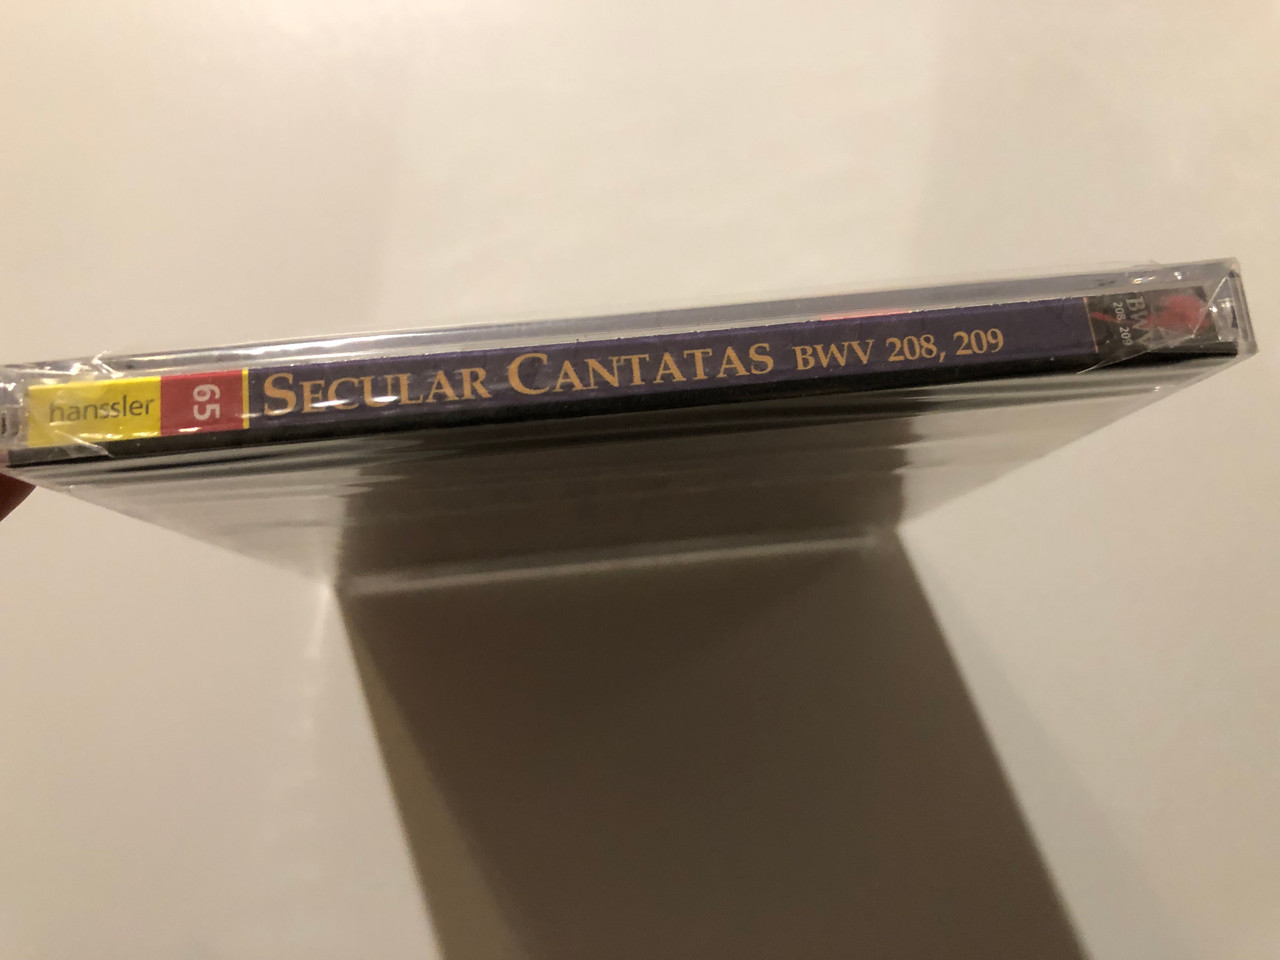 hanssler
65
SECULAR CANTATAS BWV 208, 209
BWV
208, 209